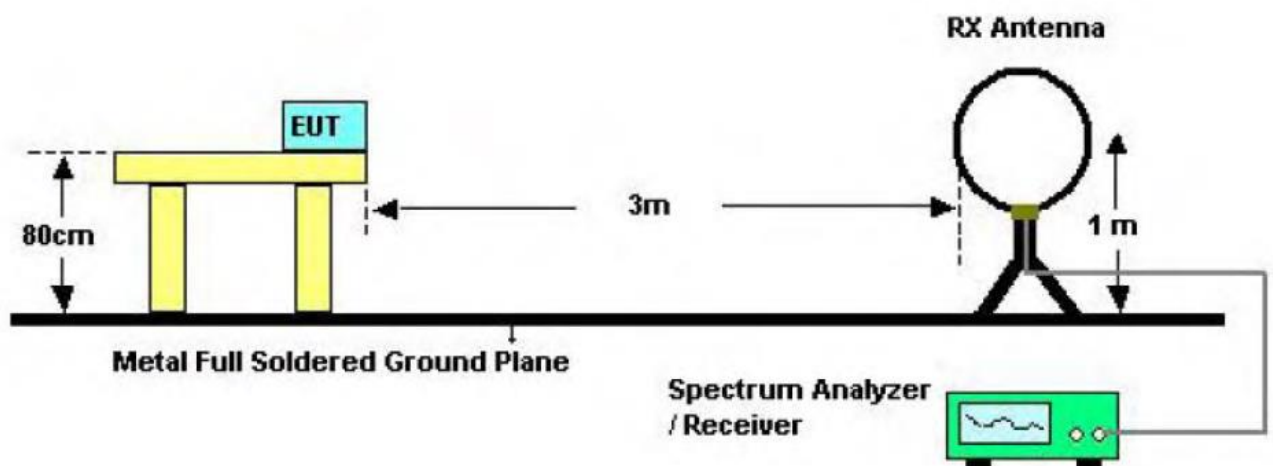 RX Antenna
EUT
80cm
3m
1 m
Metal Full Soldered Ground Plane
Spectrum Analyzer
/ Receiver